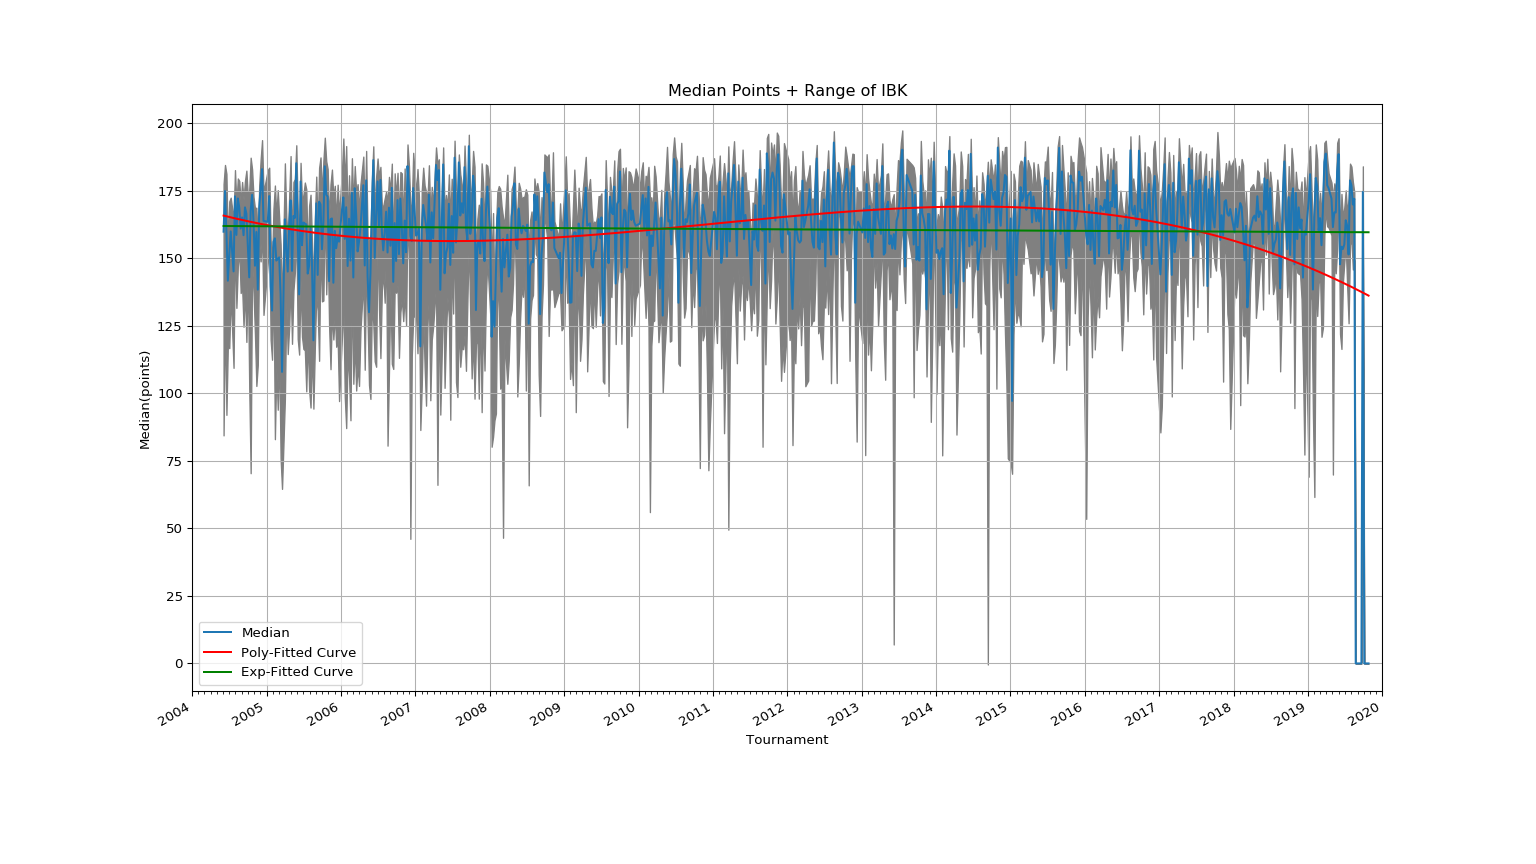 Median Points + Range of IBK
200
175
150
125
100
75
50
25
0
Median(points)
Median
Poly-Fitted Curve
Exp-Fitted Curve
2004 2005 2006 2007 2008 2009 2010 2011 2012 2013 2014 2015 2016 2017 2018 2019 2020
Tournament